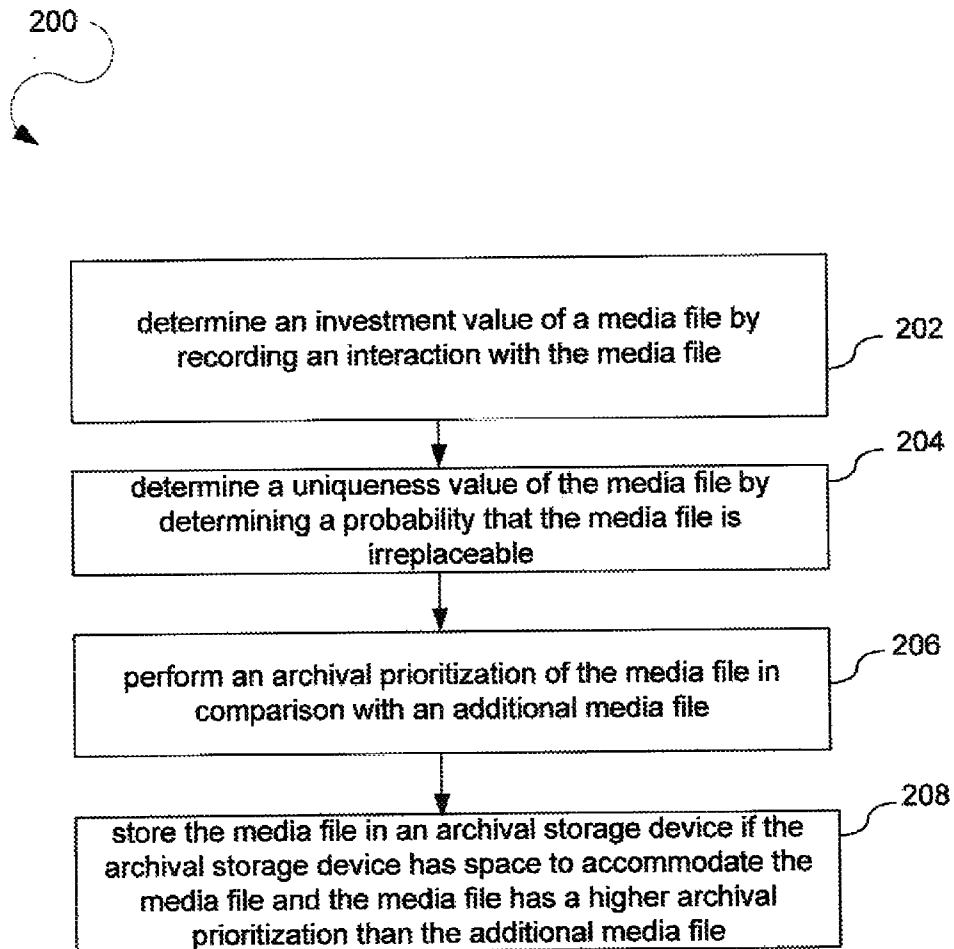 200
determine an investment value of a media file by
recording an interaction with the media file
202
204
determine a uniqueness value of the media file by
determining a probability that the media file is
irreplaceable
206
perform an archival prioritization of the media file in
comparison with an additional media file
208
store the media file in an archival storage device if the
archival storage device has space to accommodate the
media file and the media file has a higher archival
prioritization than the additional media file